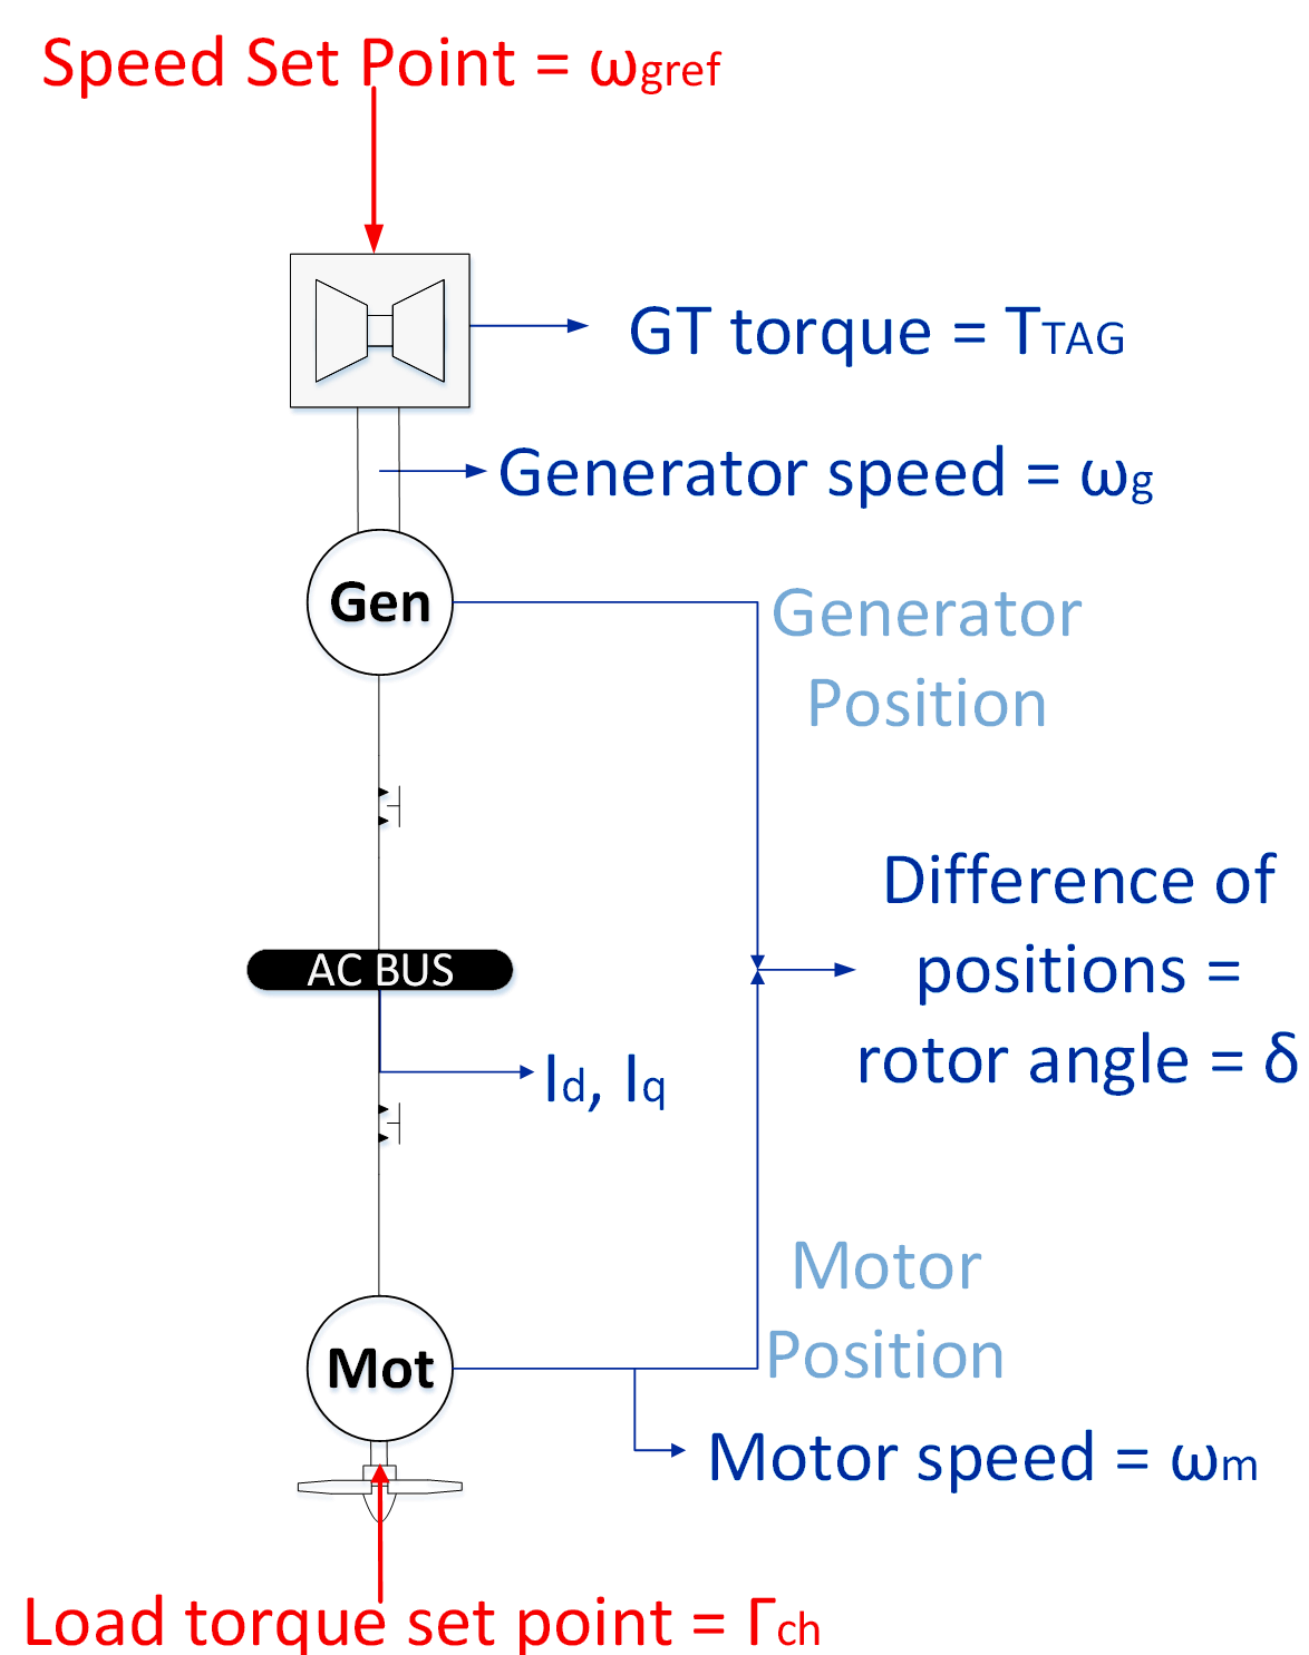 Speed Set Point = ωgref
GT torque = TTAG
Generator speed = ωg
Gen
Generator
Position
Difference of
positions =
rotor angle = δ
AC BUS
Id, Iq
Motor
Position
Mot
Motor speed = ωm
Load torque set point = Γch